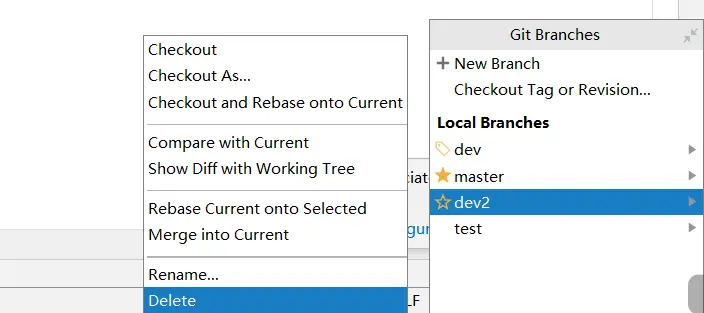 Git Branches
New Branch
Checkout Tag or Revision...
Local Branches
dev
master
dev2
test
Checkout
Checkout As...
Checkout and Rebase onto Current
Compare with Current
Show Diff with Working Tree
Rebase Current onto Selected
Merge into Current
Rename...
Delete
LF